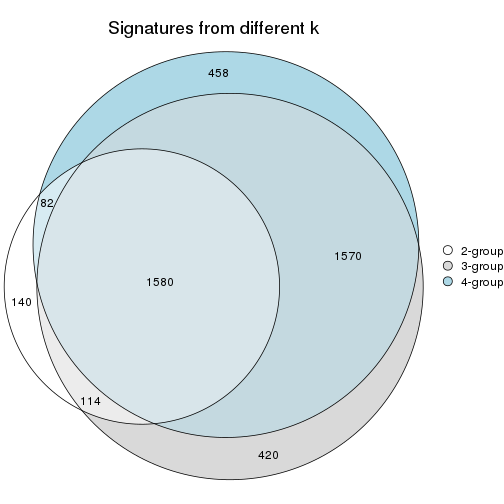 Signatures from different k
458
82
1570
1580
140
114
420
2-group
3-group
4-group